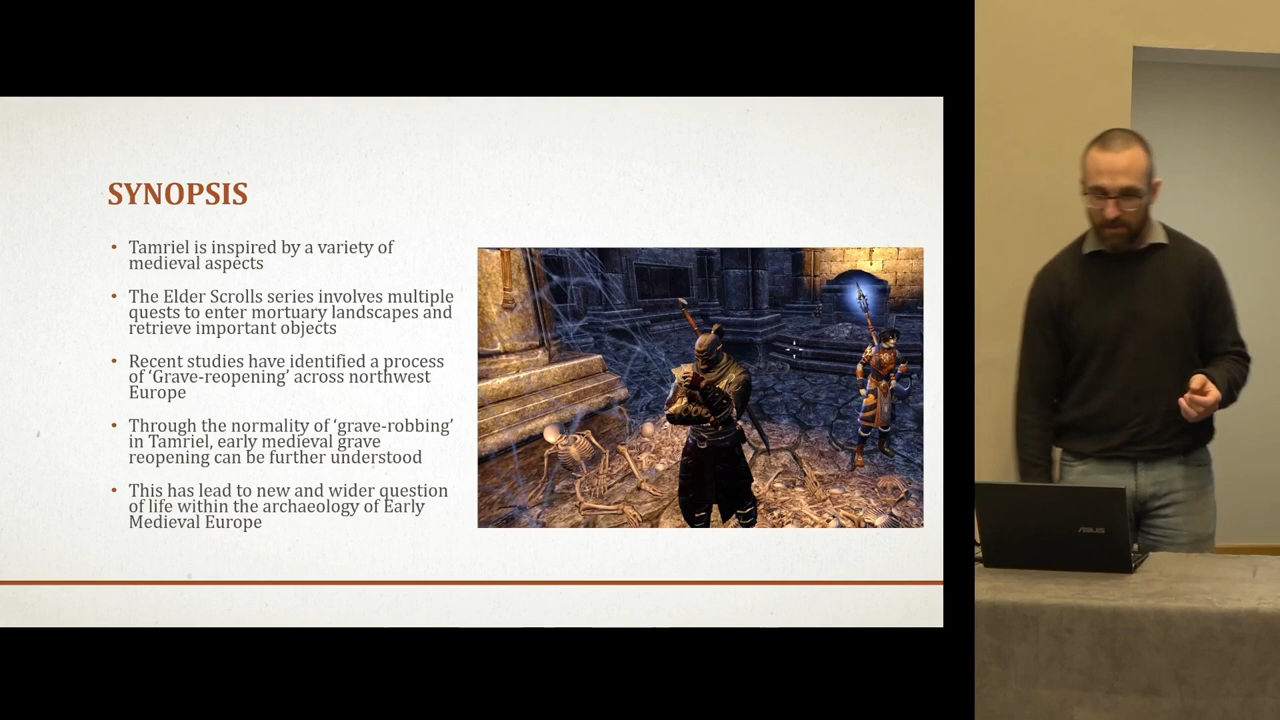 SYNOPSIS
• Tamriel is inspired by a variety of
medieval aspects
• The Elder Scrolls series involves multiple
quests to enter mortuary landscapes and
retrieve important objects
• Recent studies have identified a process
of ‘Grave-reopening’ across northwest
Europe
• Through the normality of ‘grave-robbing’
in Tamriel, early medieval grave
reopening can be further understood
• This has lead to new and wider question
of life within the archaeology of Early
Medieval Europe
ASUS